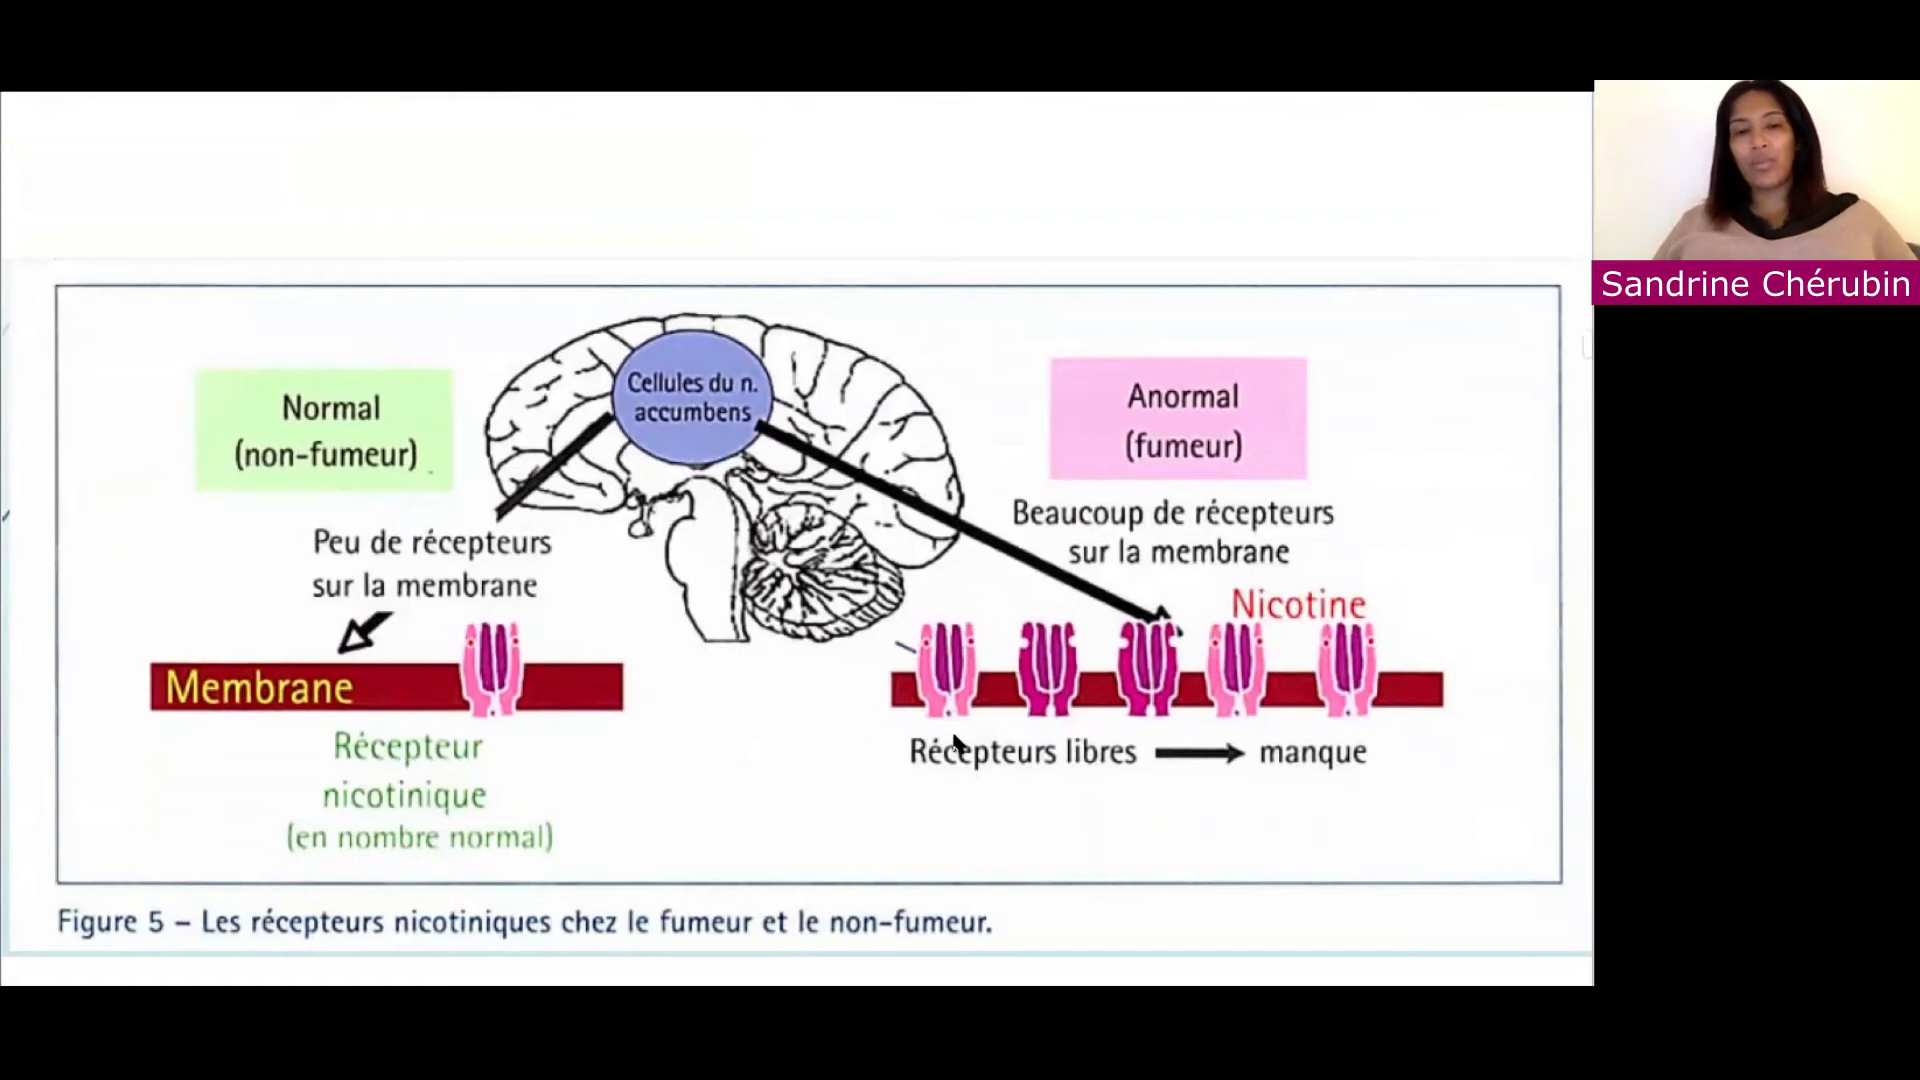 Sandrine Chérubin
Cellules du n.
accumbens
Normal
(non-fumeur)
Peu de récepteurs
sur la membrane
Membrane
Récepteur
nicotinique
(en nombre normal)
Anormal
(fumeur)
Beaucoup de récepteurs
sur la membrane
Nicotine
Récepteurs libres
manque
Figure 5 – Les récepteurs nicotiniques chez le fumeur et le non-fumeur.